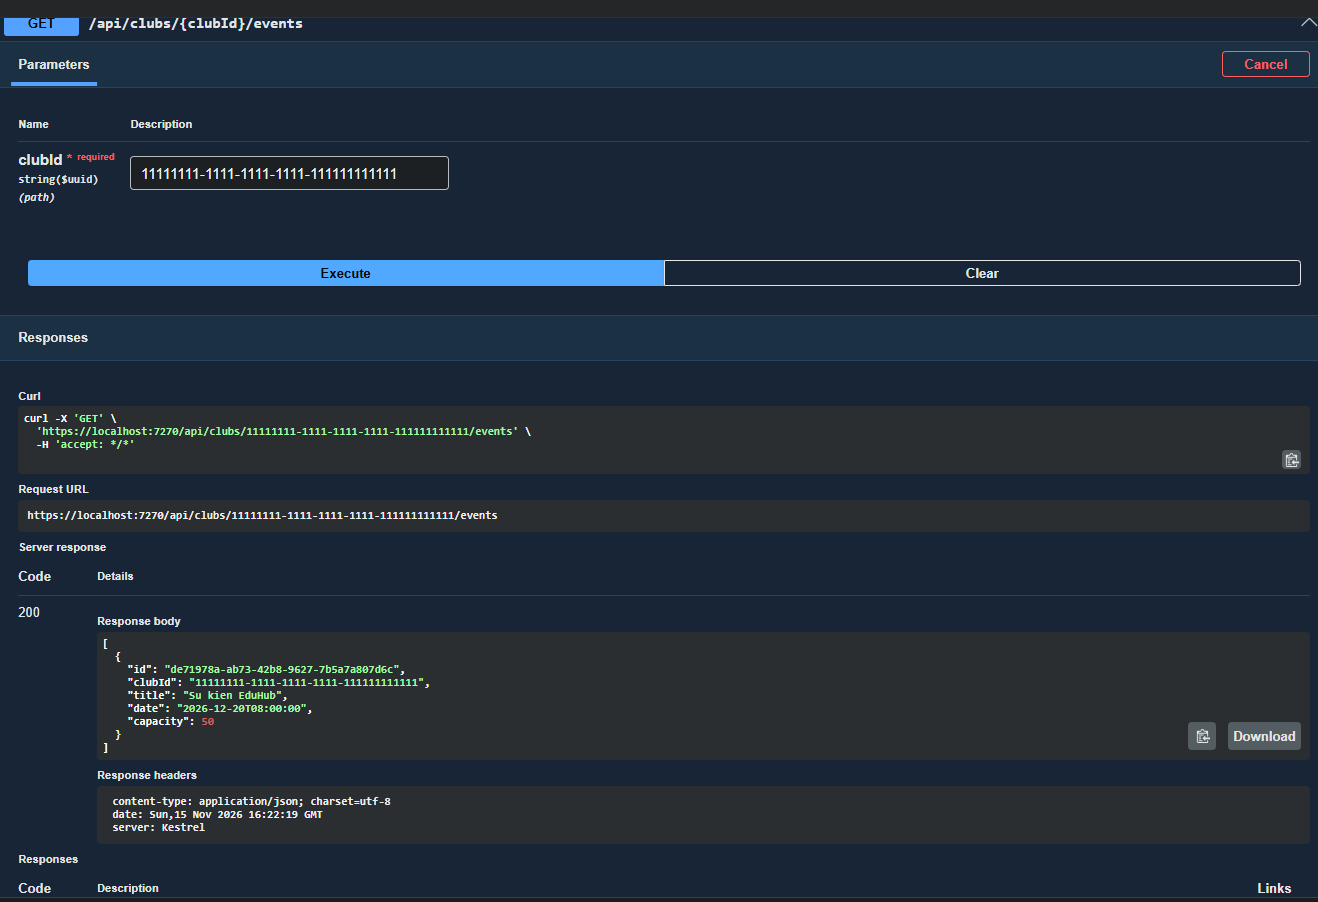 GET /api/clubs/{clubId}/events
Parameters
Cancel
Name Description
clubId * required
string($uuid)
(path)
11111111-1111-1111-1111-111111111111
Execute Clear
Responses
Curl
curl -X 'GET' \
'https://localhost:7270/api/clubs/11111111-1111-1111-1111-111111111111/events' \
-H 'accept: */*'
Request URL
https://localhost:7270/api/clubs/11111111-1111-1111-1111-111111111111/events
Server response
Code Details
200
Response body
[
{
"id": "de71978a-ab73-42b8-9627-7b5a7a807d6c",
"clubId": "11111111-1111-1111-1111-111111111111",
"title": "Su kien EduHub",
"date": "2026-12-20T08:00:00",
"capacity": 50
}
]
Download
Response headers
content-type: application/json; charset=utf-8
date: Sun,15 Nov 2026 16:22:19 GMT
server: Kestrel
Responses
Code Description Links